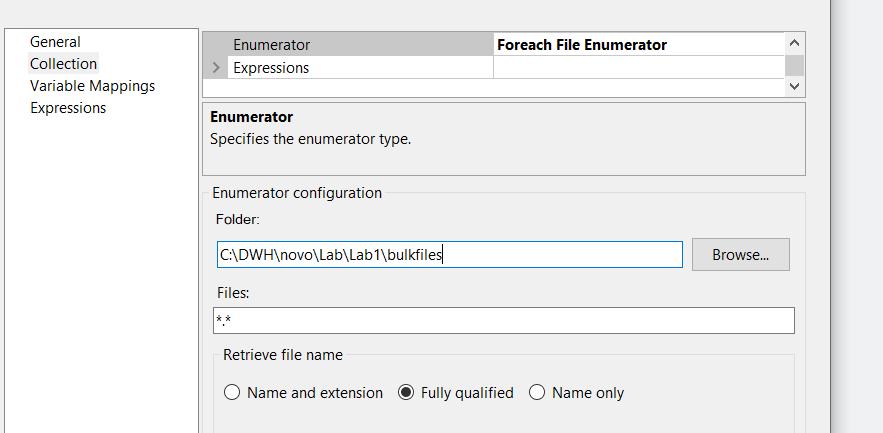 General
Collection
Variable Mappings
Expressions
Enumerator Foreach File Enumerator
Expressions
Enumerator
Specifies the enumerator type.
Enumerator configuration
Folder:
C:\DWH\novo\Lab\Lab1\bulkfiles
Browse...
Files:
*.*
Retrieve file name
Name and extension Fully qualified Name only